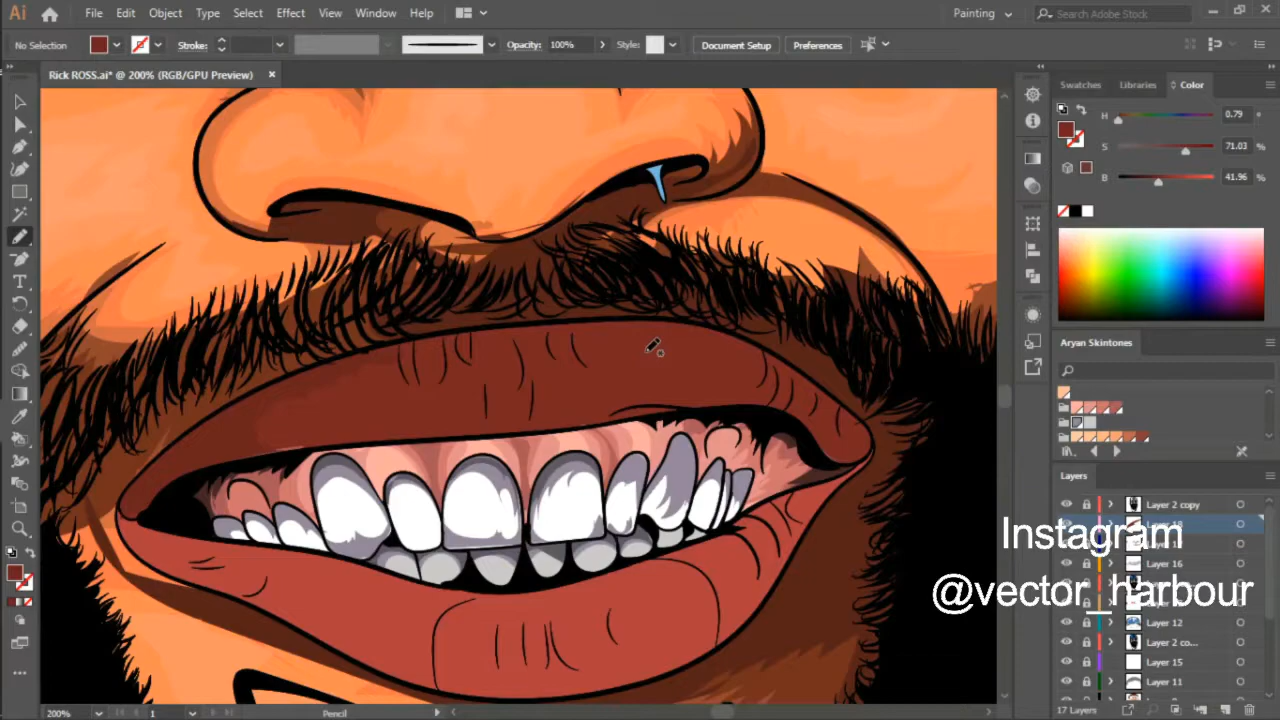 Ai File Edit Object Type Select Effect View Window Help Painting Search Adobe Stock
No Selection Stroke: Opacity: 100% Style: Document Setup Preferences
Rick ROSS.ai* @ 200% (RGB/GPU Preview) ×
Swatches Libraries Color
H 0.79 °
S 71.03 %
B 41.96 %
Aryan Skintones
Layers
Layer 2 copy
Instagram
Layer 16
@vector_harbour
Layer 12
Layer 2 co...
Layer 15
Layer 11
17 Layers
200% 1 Pencil